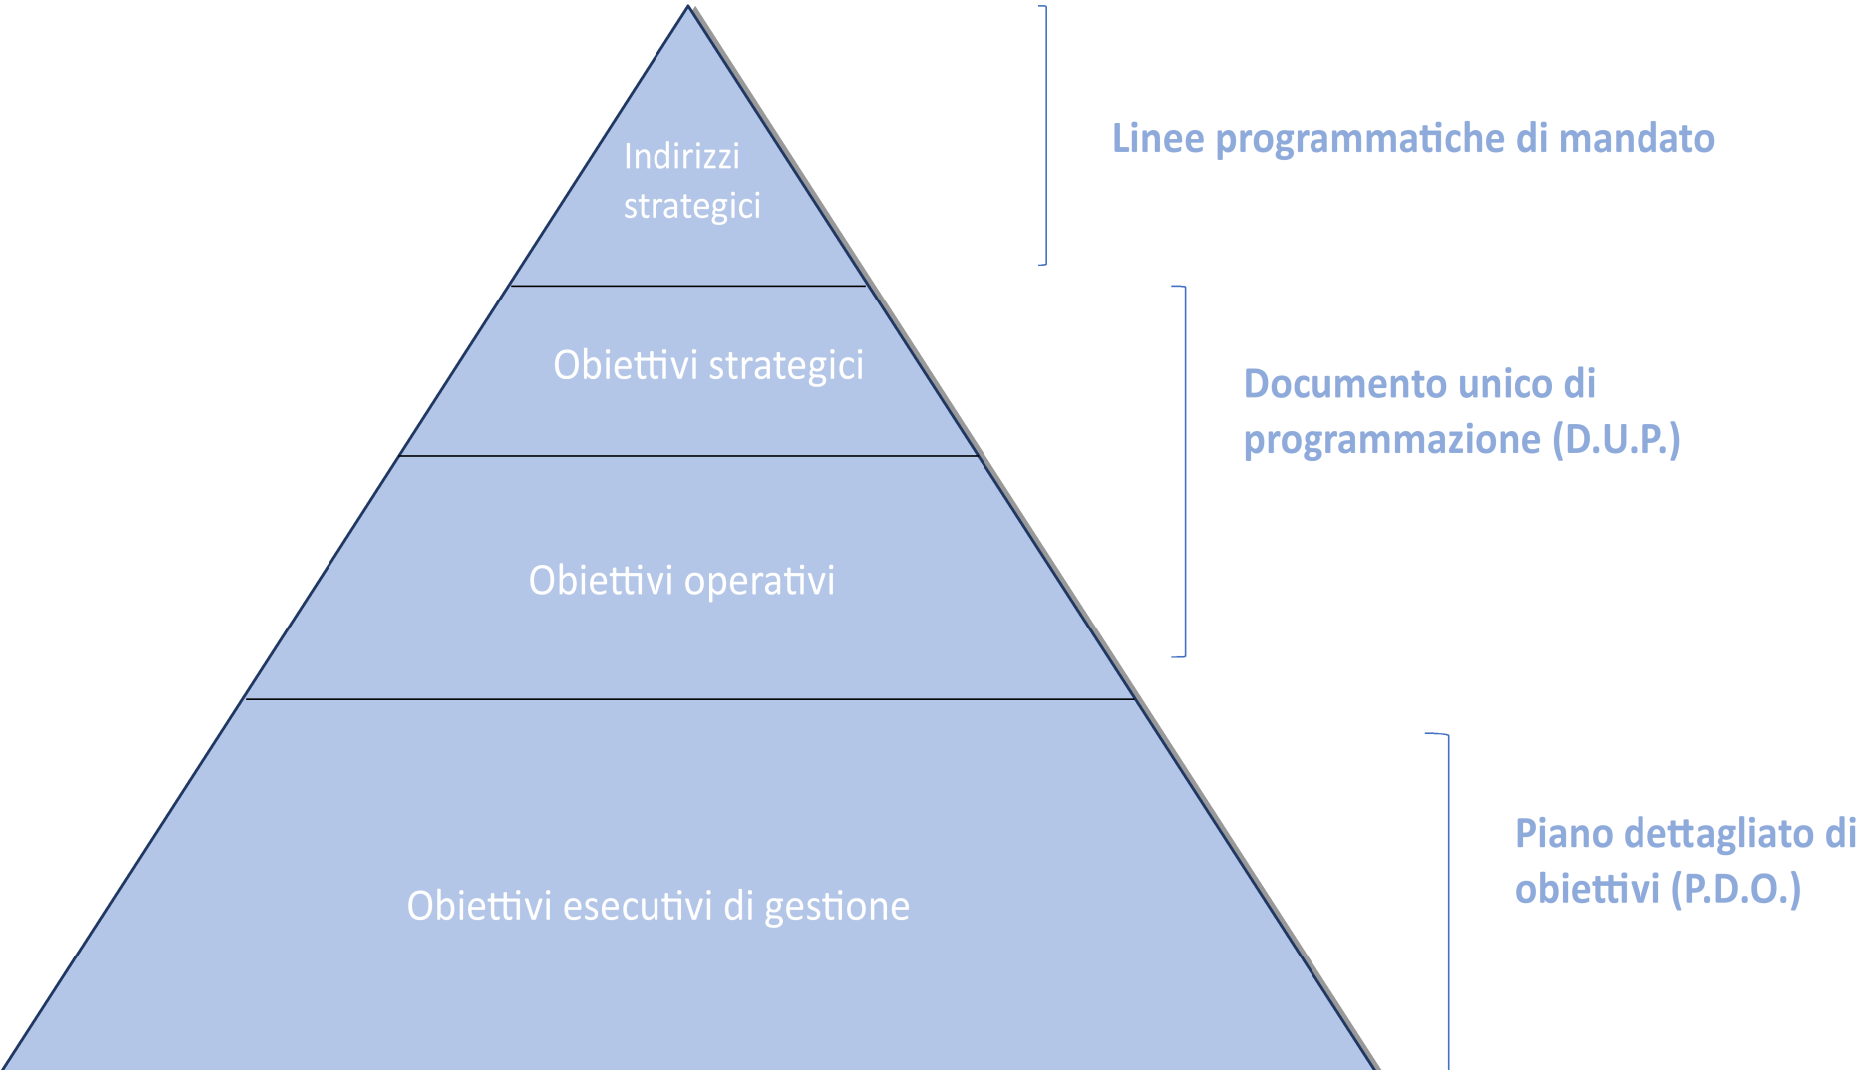 Indirizzi
strategici
Linee programmatiche di mandato
Obiettivi strategici
Documento unico di
programmazione (D.U.P.)
Obiettivi operativi
Obiettivi esecutivi di gestione
Piano dettagliato di
obiettivi (P.D.O.)